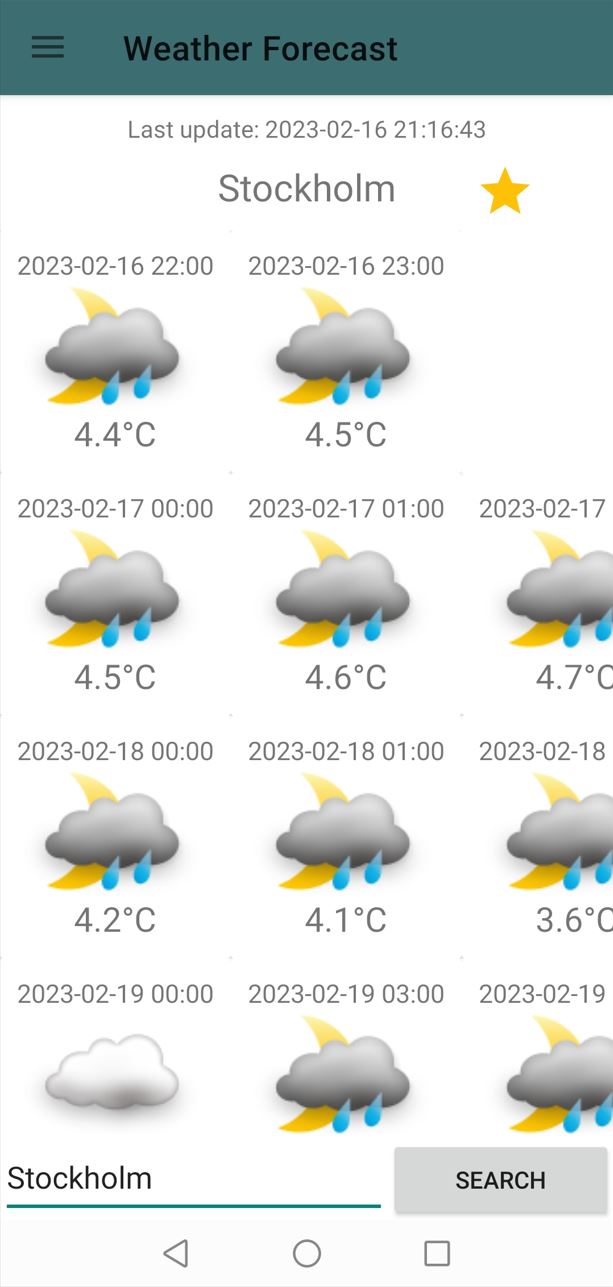 Weather Forecast
Last update: 2023-02-16 21:16:43
Stockholm
2023-02-16 22:00 2023-02-16 23:00
4.4°C 4.5°C
2023-02-17 00:00 2023-02-17 01:00 2023-02-17
4.5°C 4.6°C 4.7°C
2023-02-18 00:00 2023-02-18 01:00 2023-02-18
4.2°C 4.1°C 3.6°C
2023-02-19 00:00 2023-02-19 03:00 2023-02-19
Stockholm SEARCH